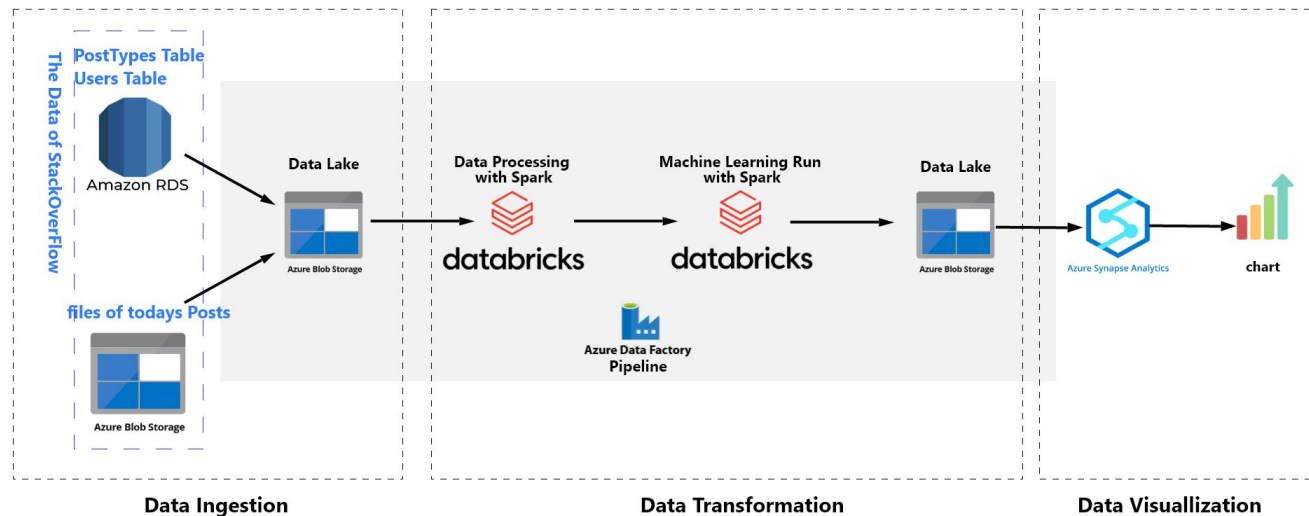 The Data of StackOverFlow
PostTypes Table
Users Table
Amazon RDS
files of todays Posts
Azure Blob Storage
Data Lake
Azure Blob Storage
Data Processing
with Spark
databricks
Machine Learning Run
with Spark
databricks
Azure Data Factory
Pipeline
Data Lake
Azure Blob Storage
Azure Synapse Analytics
chart
Data Ingestion
Data Transformation
Data Visuallization